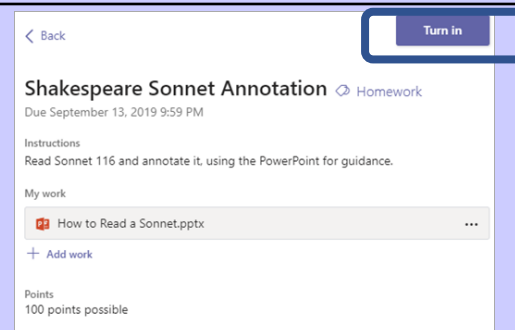 Back
Turn in
Shakespeare Sonnet Annotation Homework
Due September 13, 2019 9:59 PM
Instructions
Read Sonnet 116 and annotate it, using the PowerPoint for guidance.
My work
How to Read a Sonnet.pptx
Add work
Points
100 points possible